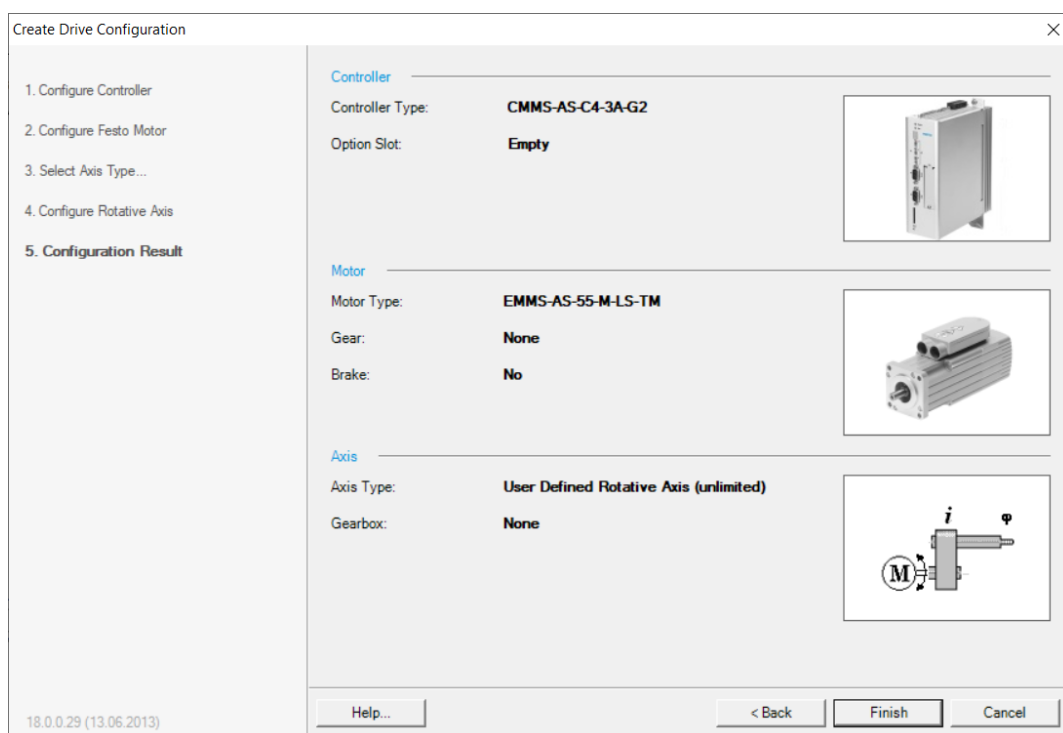 Create Drive Configuration
1. Configure Controller
2. Configure Festo Motor
3. Select Axis Type...
4. Configure Rotative Axis
5. Configuration Result
Controller
Controller Type: CMMS-AS-C4-3A-G2
Option Slot: Empty
Motor
Motor Type: EMMS-AS-55-M-LS-TM
Gear: None
Brake: No
Axis
Axis Type: User Defined Rotative Axis (unlimited)
Gearbox: None
i φ
M
18.0.0.29 (13.06.2013)
Help... < Back Finish Cancel